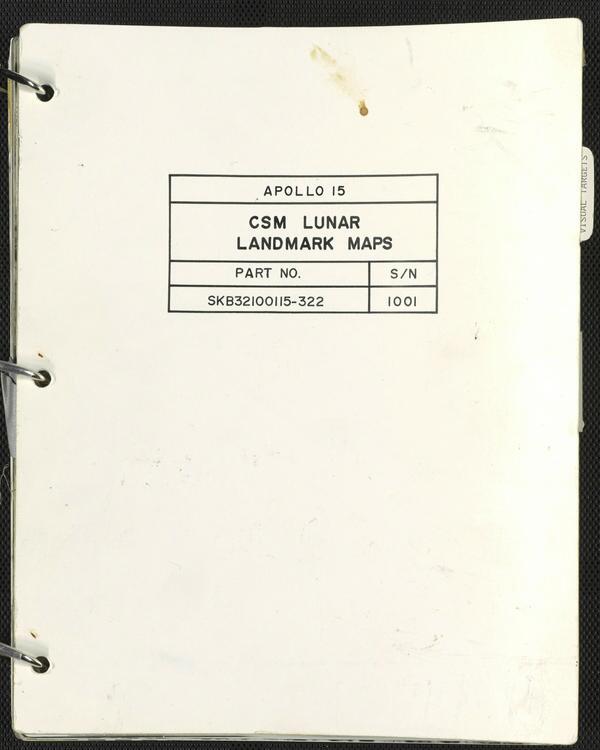 APOLLO 15
CSM LUNAR
LANDMARK MAPS
PART NO. S/N
SKB32100115-322 1001
VISUAL TARGETS